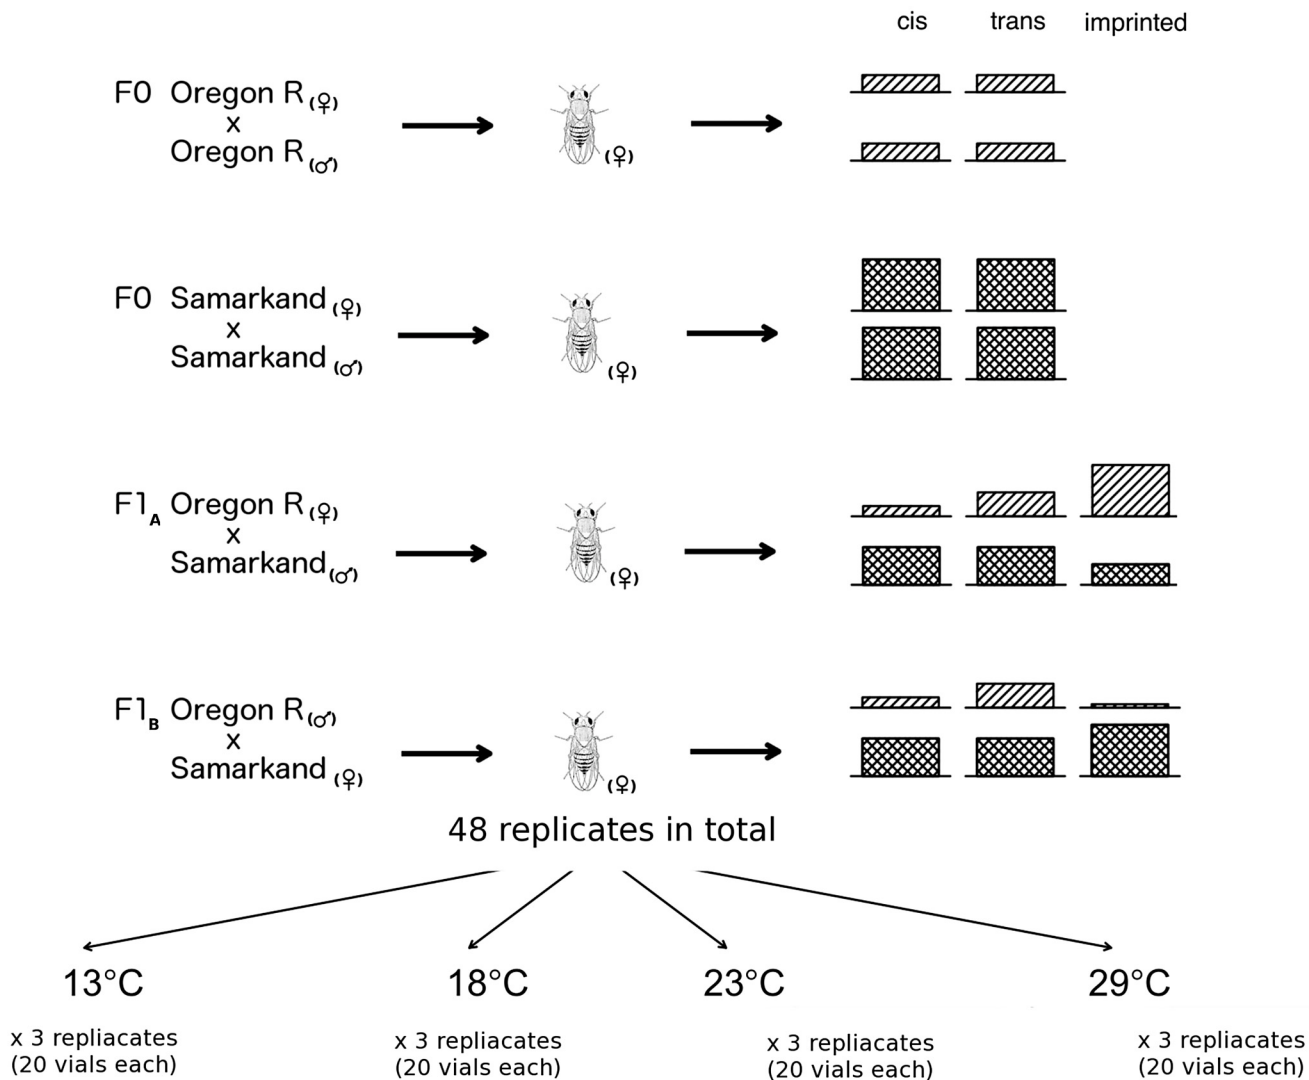 cis trans imprinted
F0 Oregon R (♀)
x
Oregon R (♂)
(♀)
F0 Samarkand (♀)
x
Samarkand (♂)
(♀)
F1A Oregon R (♀)
x
Samarkand (♂)
(♀)
F1B Oregon R (♂)
x
Samarkand (♀)
(♀)
48 replicates in total
13°C 18°C 23°C 29°C
x 3 repliacates x 3 repliacates x 3 repliacates x 3 repliacates
(20 vials each) (20 vials each) (20 vials each) (20 vials each)